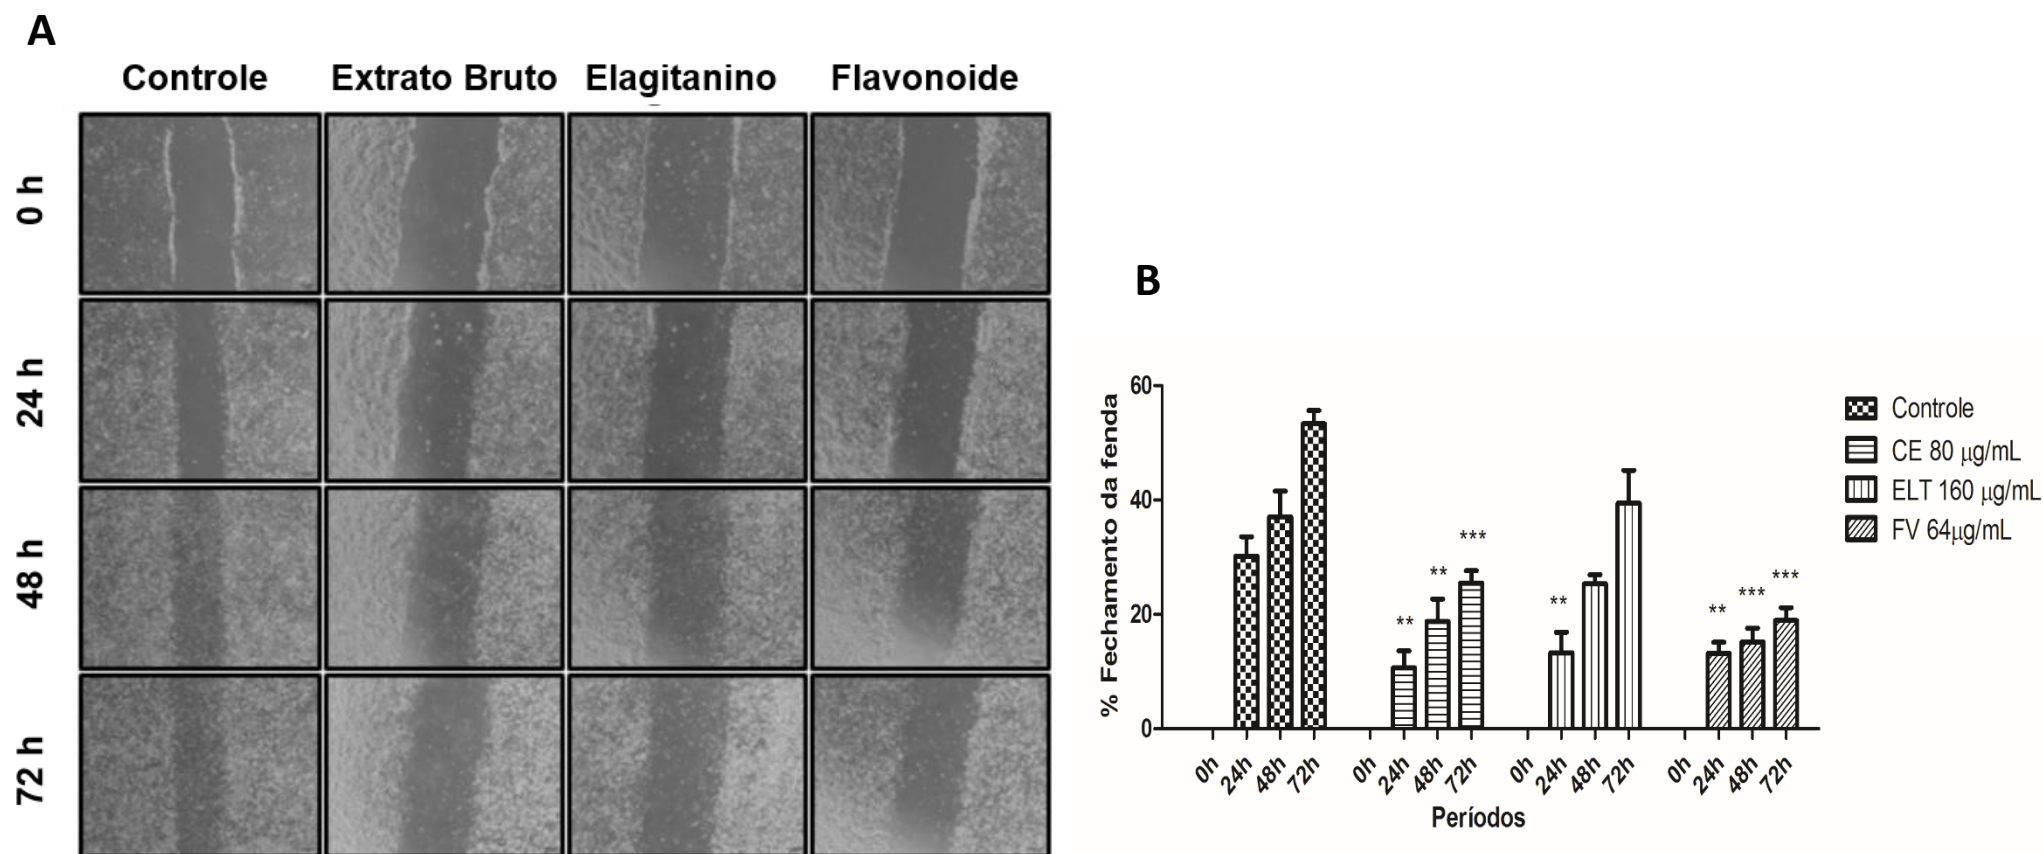 A
Controle Extrato Bruto Elagitanino Flavonoide
0 h
24 h
48 h
72 h
B
% Fechamento da fenda
60
40
20
0
** ** ***
**
** *** ***
0h 24h 48h 72h 0h 24h 48h 72h 0h 24h 48h 72h 0h 24h 48h 72h
Períodos
Controle
CE 80 μg/mL
ELT 160 μg/mL
FV 64μg/mL